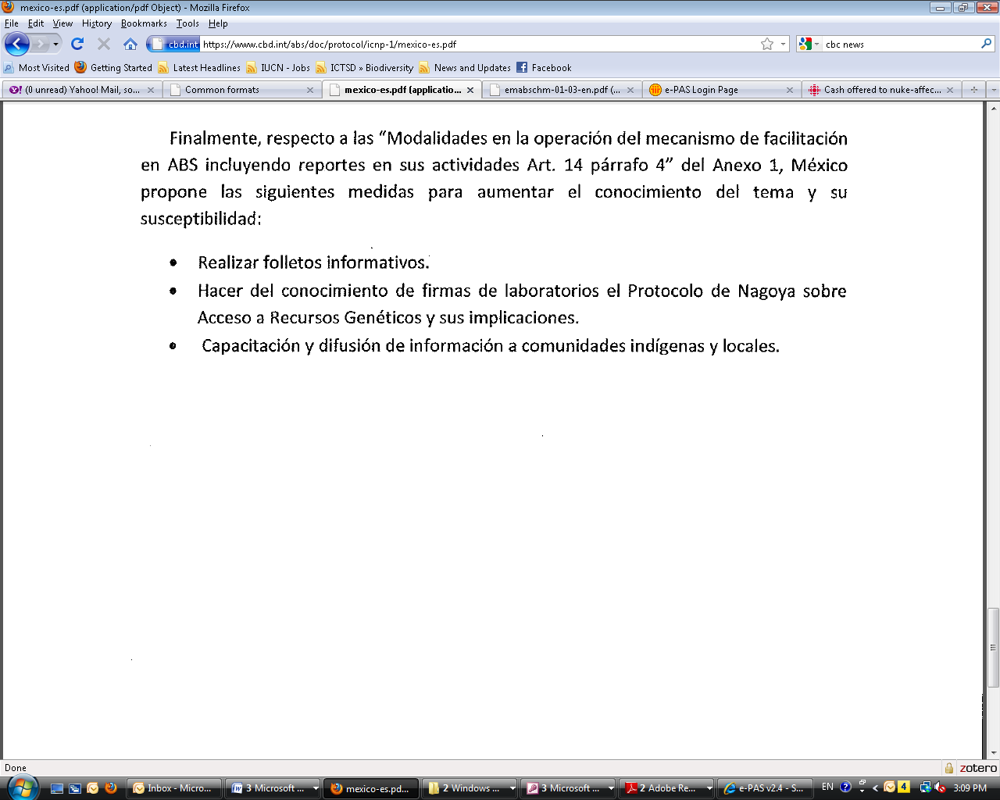 mexico-es.pdf (application/pdf Object) - Mozilla Firefox
File Edit View History Bookmarks Tools Help
cbd.int https://www.cbd.int/abs/doc/protocol/icnp-1/mexico-es.pdf cbc news
Most Visited Getting Started Latest Headlines IUCN - Jobs ICTSD » Biodiversity News and Updates Facebook
(0 unread) Yahoo! Mail, so... Common formats mexico-es.pdf (applicatio... emabschm-01-03-en.pdf (... e-PAS Login Page Cash offered to nuke-affec...
Finalmente, respecto a las “Modalidades en la operación del mecanismo de facilitación
en ABS incluyendo reportes en sus actividades Art. 14 párrafo 4” del Anexo 1, México
propone las siguientes medidas para aumentar el conocimiento del tema y su
susceptibilidad:
• Realizar folletos informativos.
• Hacer del conocimiento de firmas de laboratorios el Protocolo de Nagoya sobre
Acceso a Recursos Genéticos y sus implicaciones.
• Capacitación y difusión de información a comunidades indígenas y locales.
Done zotero
Inbox - Micro... 3 Microsoft ... mexico-es.pd... 2 Windows ... 3 Microsoft ... 2 Adobe Re... e-PAS v2.4 - S... EN 4 3:09 PM